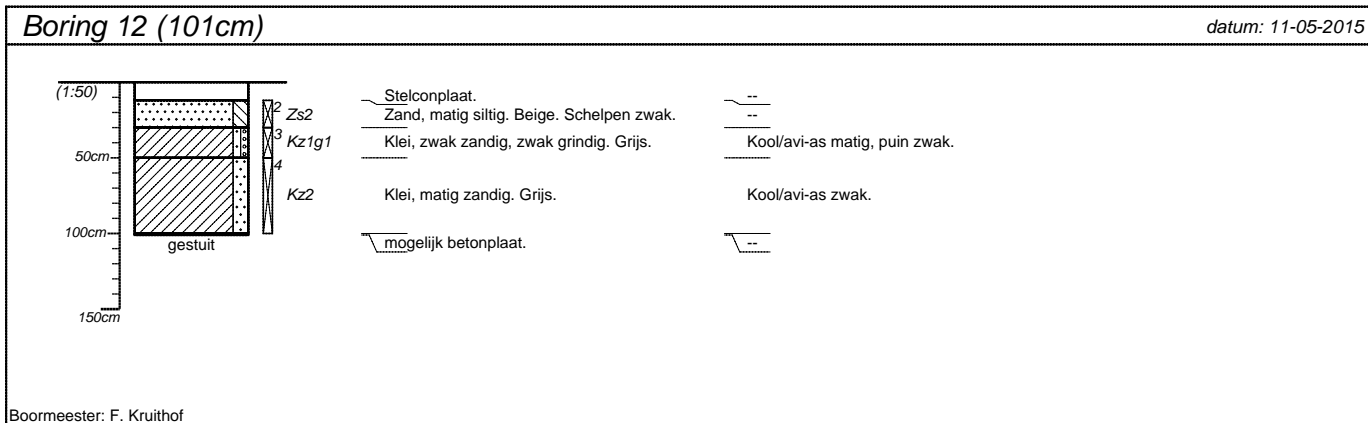 Boring 12 (101cm) datum: 11-05-2015
(1:50) Stelconplaat. --
2 Zs2 Zand, matig siltig. Beige. Schelpen zwak. --
3 Kz1g1 Klei, zwak zandig, zwak grindig. Grijs. Kool/avi-as matig, puin zwak.
50cm 4
Kz2 Klei, matig zandig. Grijs. Kool/avi-as zwak.
100cm
gestuit mogelijk betonplaat. --
150cm
Boormeester: F. Kruithof